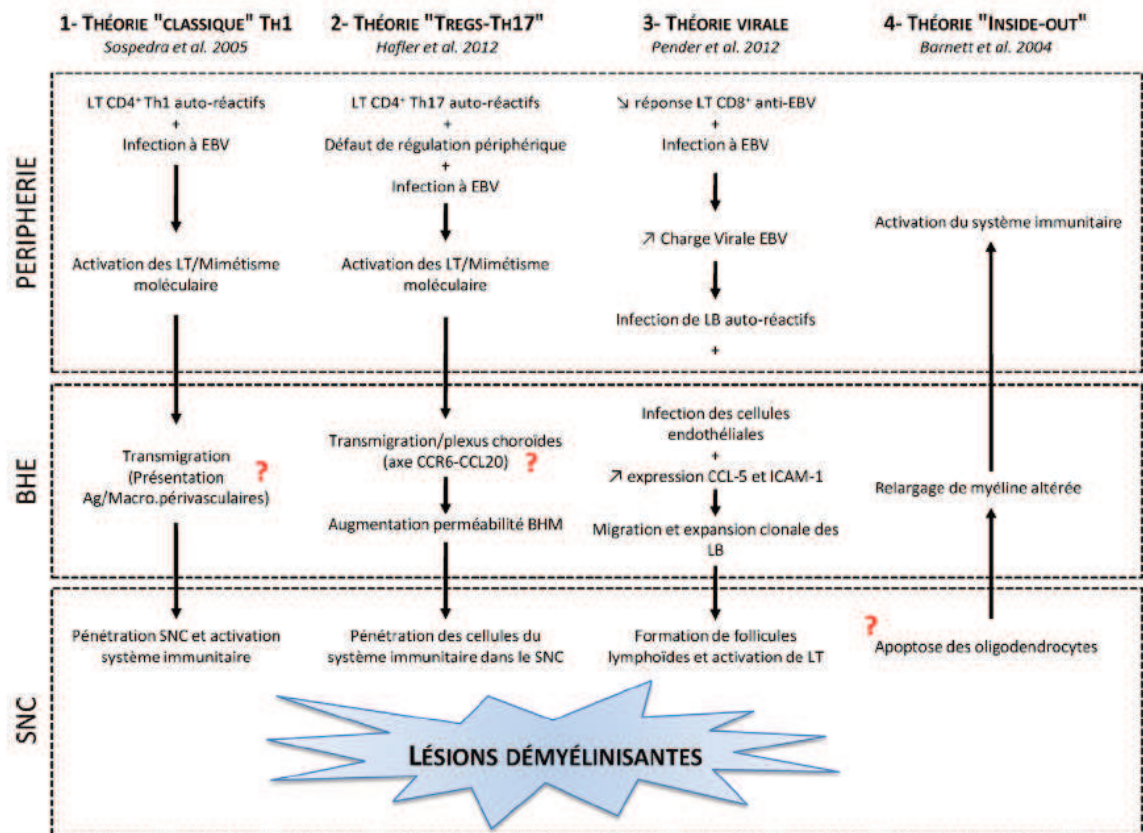 1- THÉORIE "CLASSIQUE" TH1
Sospedra et al. 2005
2- THÉORIE "TREGS-TH17"
Hafler et al. 2012
3- THÉORIE VIRALE
Pender et al. 2012
4- THÉORIE "INSIDE-OUT"
Barnett et al. 2004
PERIPHERIE
LT CD4⁺ Th1 auto-réactifs
+
Infection à EBV
Activation des LT/Mimétisme
moléculaire
LT CD4⁺ Th17 auto-réactifs
+
Défaut de régulation périphérique
+
Infection à EBV
Activation des LT/Mimétisme
moléculaire
↘ réponse LT CD8⁺ anti-EBV
+
Infection à EBV
↗ Charge Virale EBV
Infection de LB auto-réactifs
+
Activation du système immunitaire
BHE
Transmigration
(Présentation
Ag/Macro.périvasculaires)
?
Transmigration/plexus choroïdes
(axe CCR6-CCL20)
?
Augmentation perméabilité BHM
Infection des cellules
endothéliales
+
↗ expression CCL-5 et ICAM-1
Migration et expansion clonale des
LB
Relargage de myéline altérée
SNC
Pénétration SNC et activation
système immunitaire
Pénétration des cellules du
système immunitaire dans le SNC
Formation de follicules
lymphoïdes et activation de LT
?
Apoptose des oligodendrocytes
LÉSIONS DÉMYÉLINISANTES